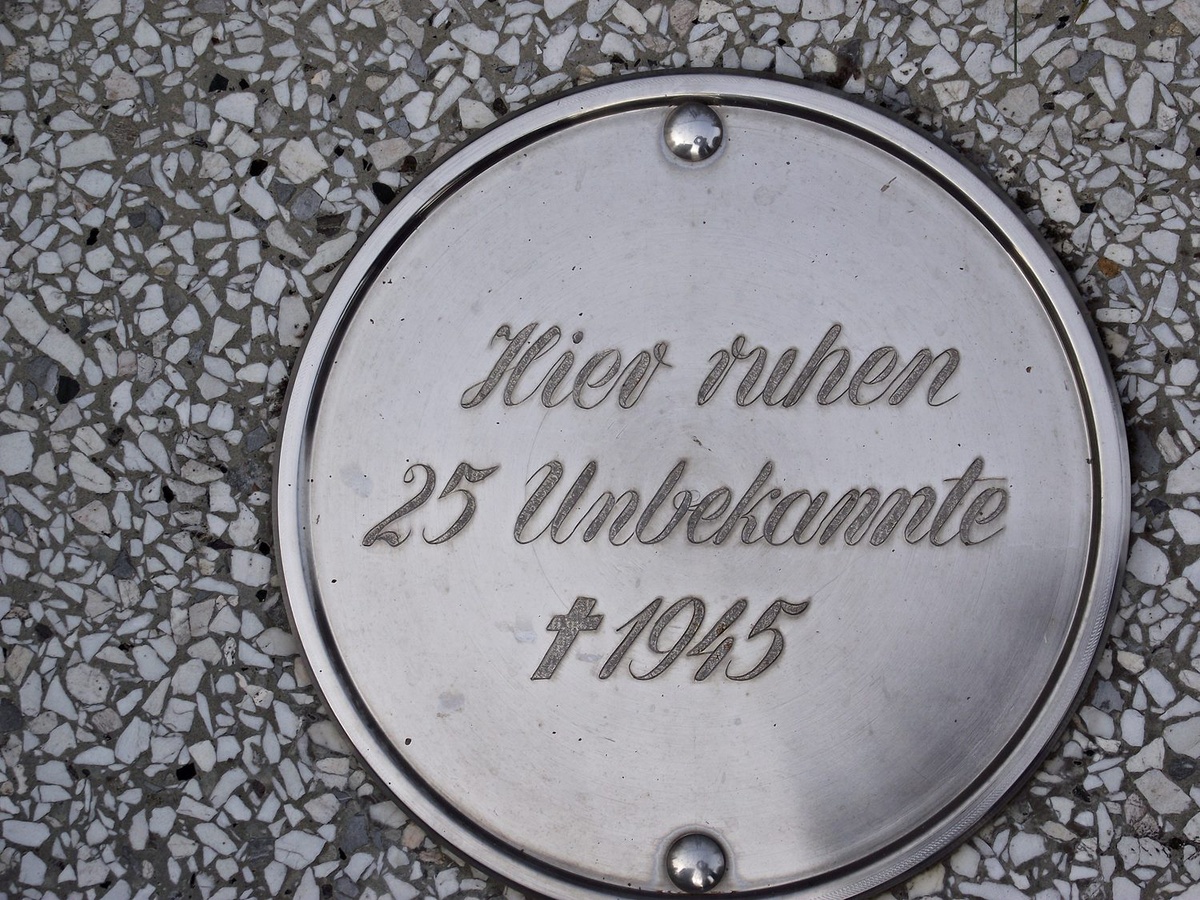 Hier ruhen
25 Unbekannte
✝1945